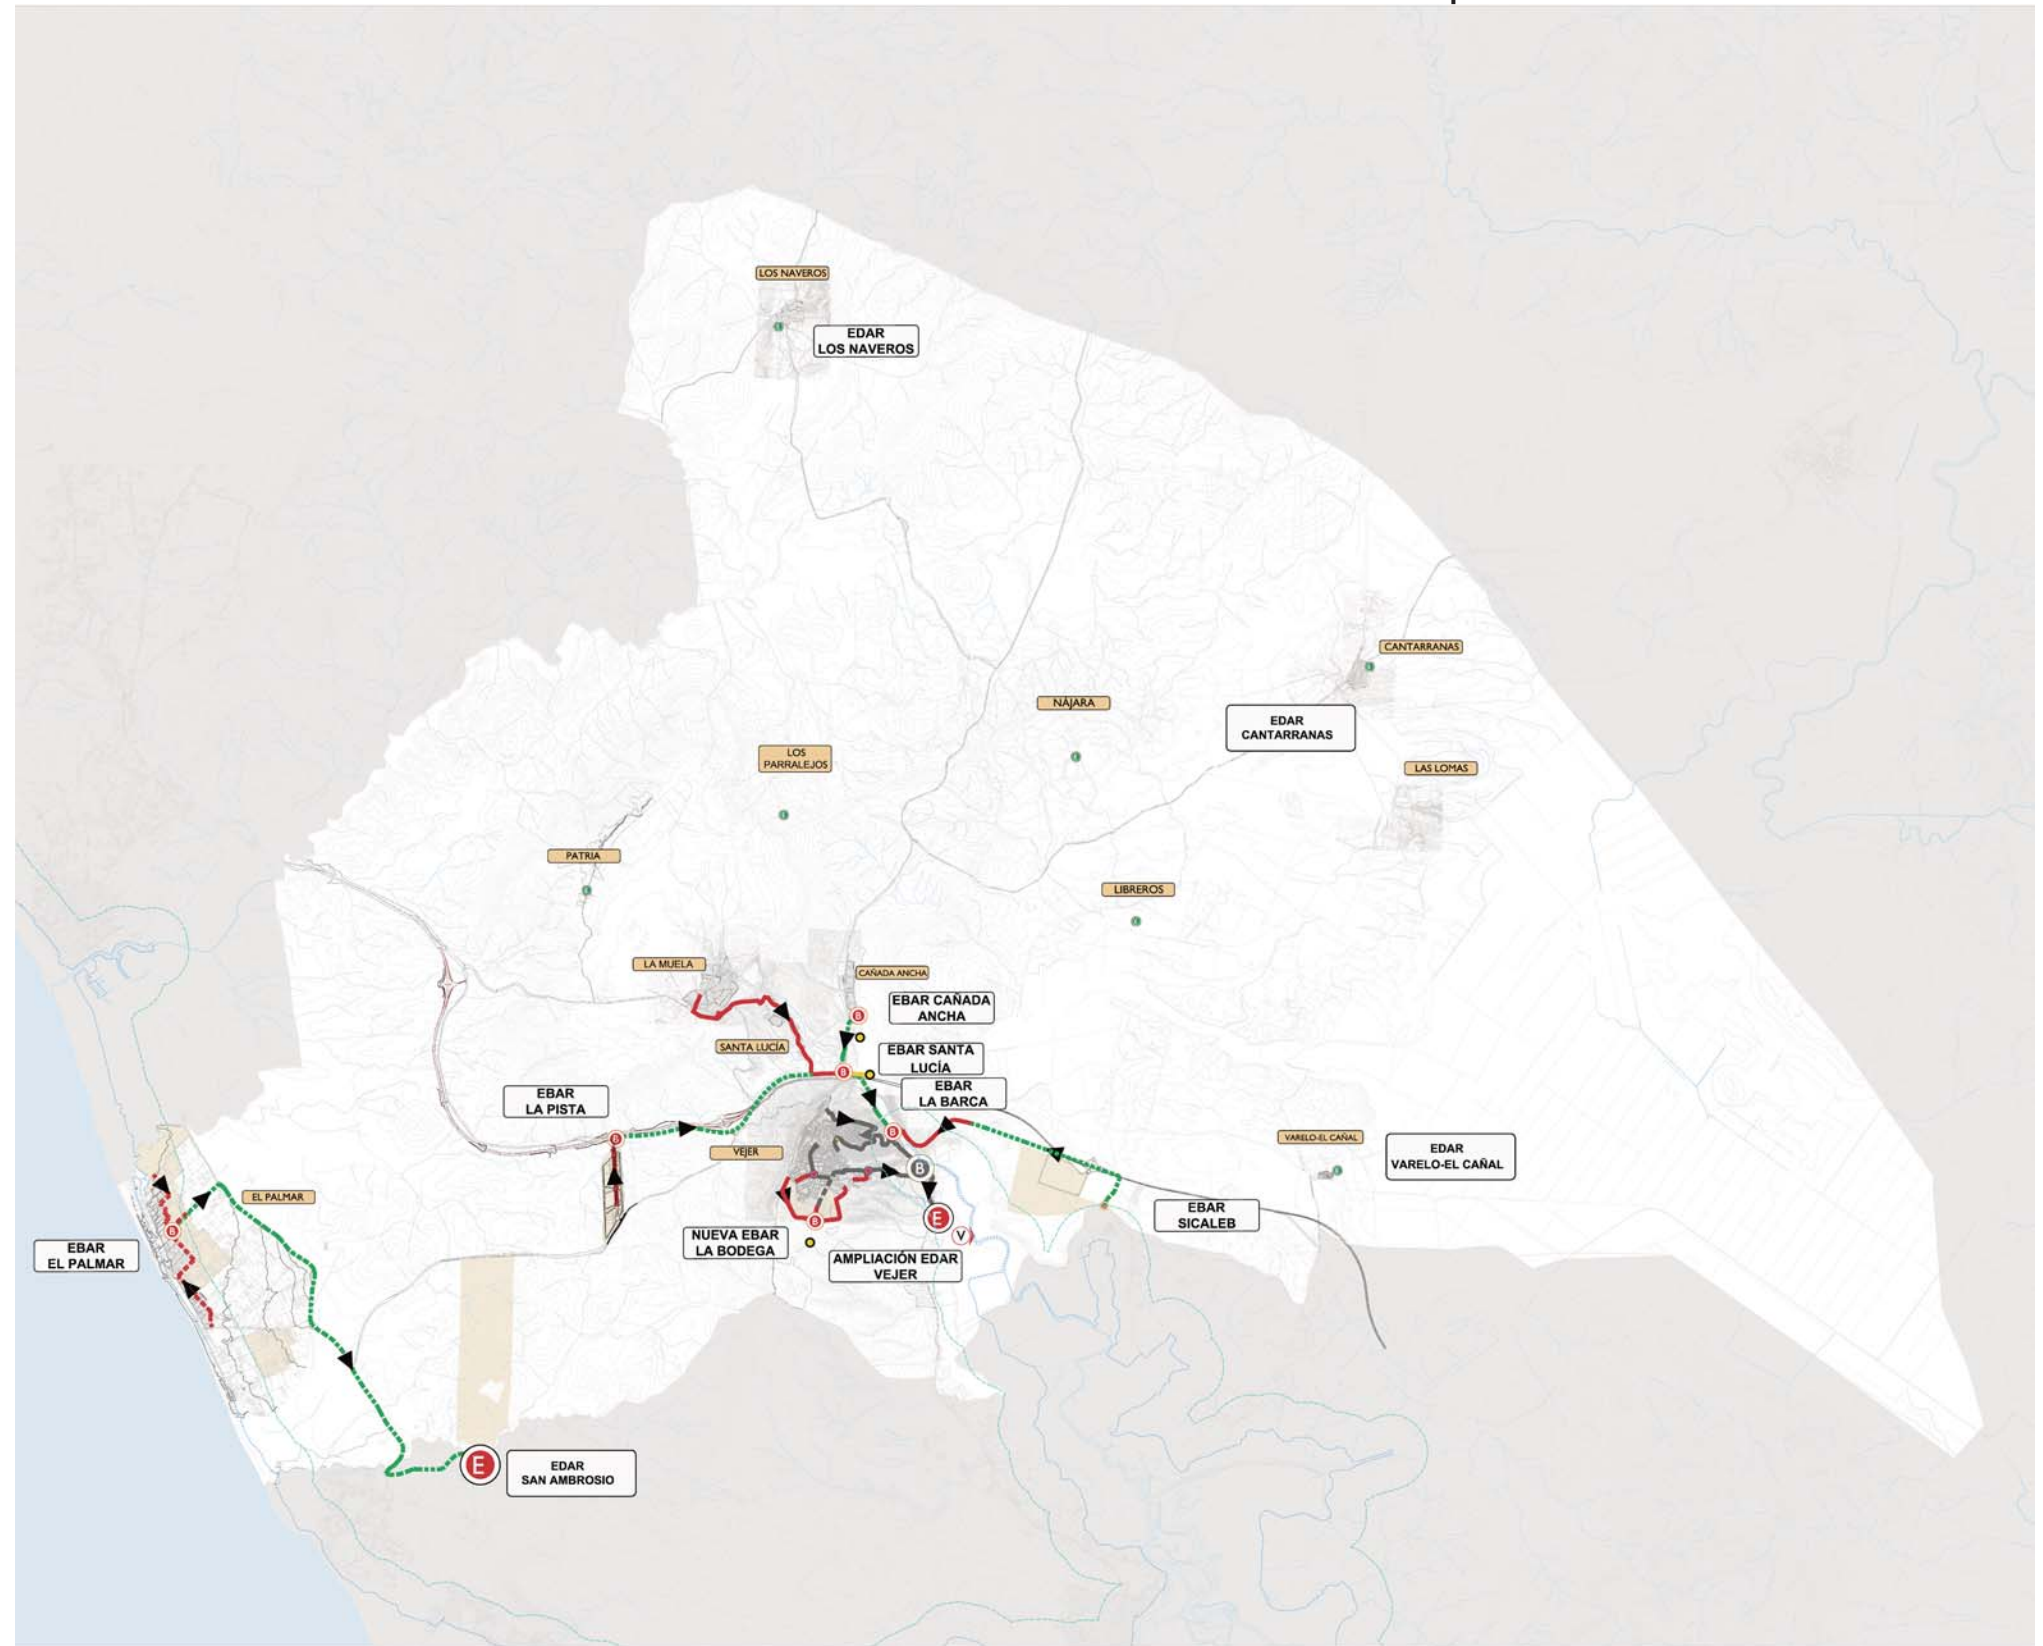 LOS NAVEROS
EDAR
LOS NAVEROS
CANTARRANAS
NÁJARA
EDAR
CANTARRANAS
LOS
PARRALEJOS
LAS LOMAS
PATRIA
LIBREROS
LA MUELA
CAÑADA ANCHA
EBAR CAÑADA
ANCHA
B
SANTA LUCÍA
EBAR SANTA
LUCÍA
B
EBAR
LA PISTA
EBAR
LA BARCA
B
B
VEJER
VARELO-EL CAÑAL
EDAR
VARELO-EL CAÑAL
B
EL PALMAR
B
EBAR
EL PALMAR
EBAR
SICALEB
B
E
V
NUEVA EBAR
LA BODEGA
AMPLIACIÓN EDAR
VEJER
E
EDAR
SAN AMBROSIO